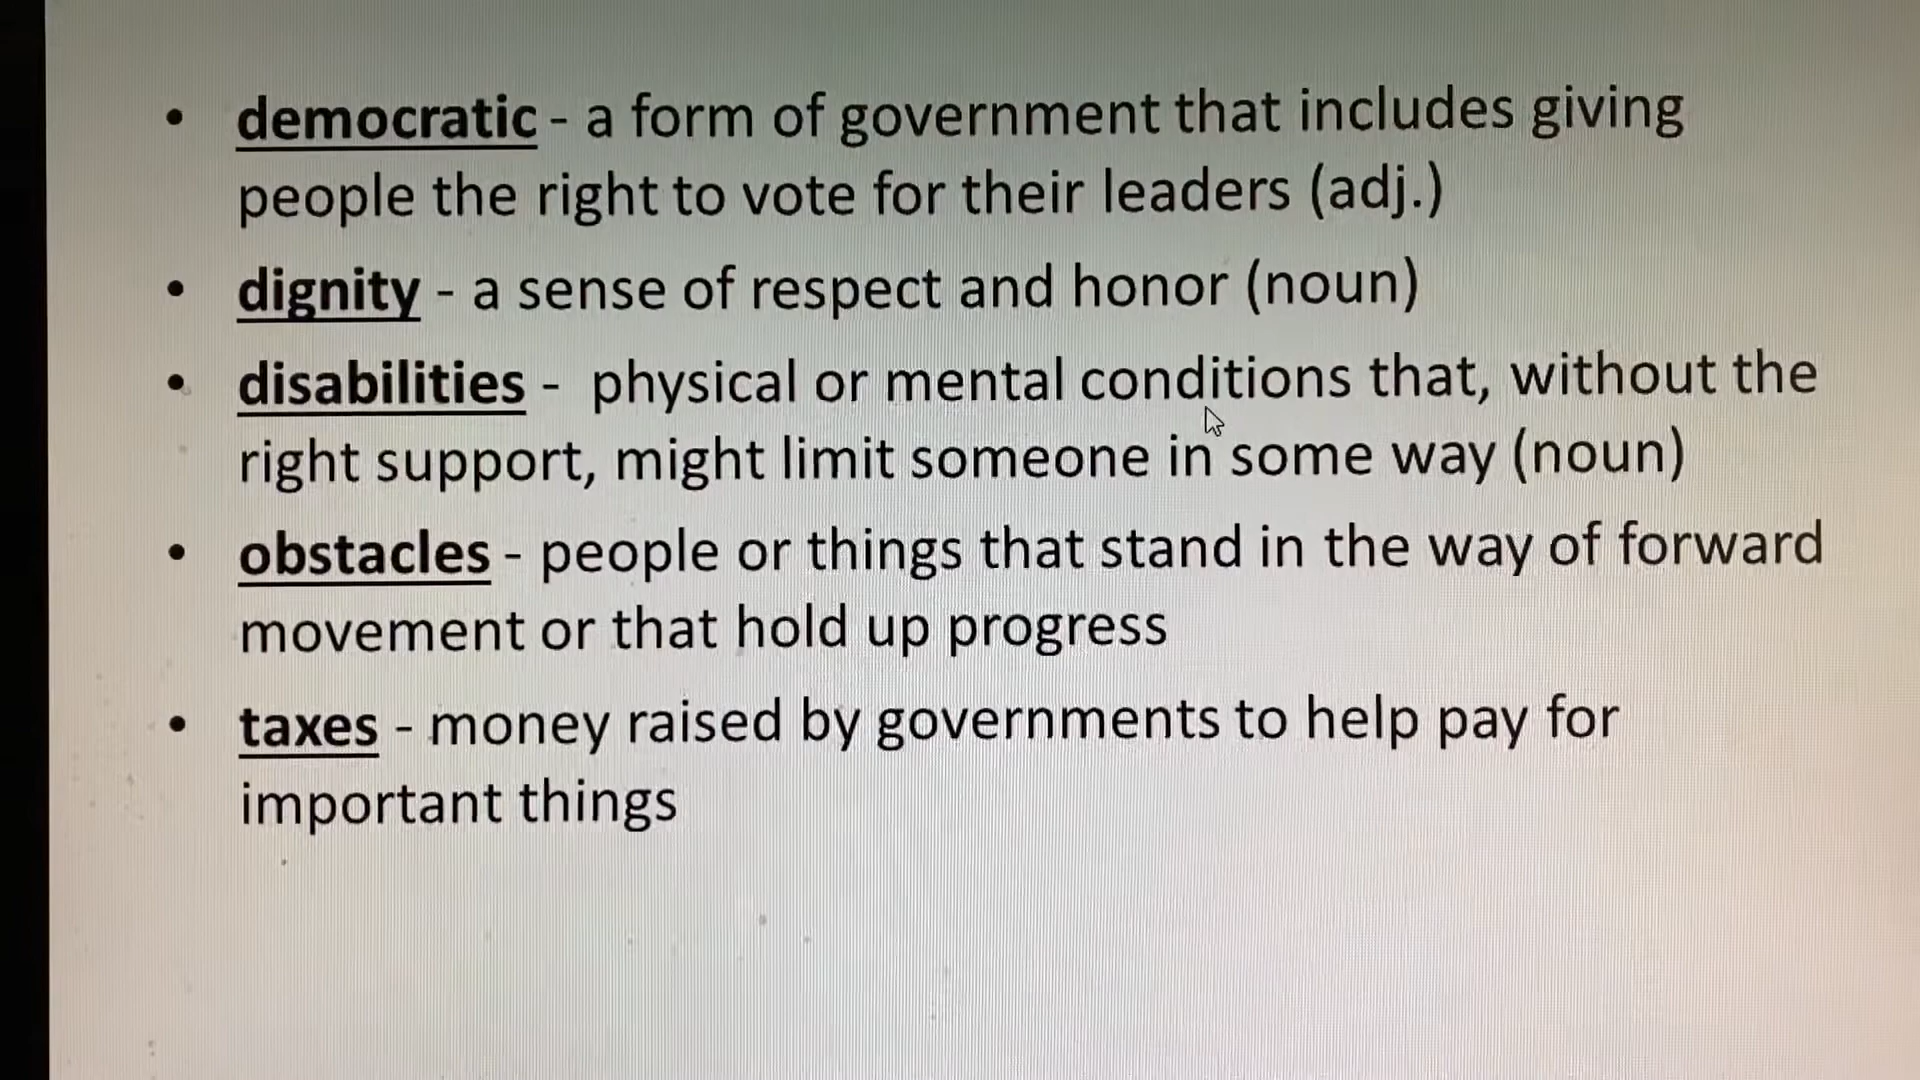 • democratic - a form of government that includes giving
people the right to vote for their leaders (adj.)
• dignity - a sense of respect and honor (noun)
• disabilities -  physical or mental conditions that, without the
right support, might limit someone in some way (noun)
• obstacles - people or things that stand in the way of forward
movement or that hold up progress
• taxes - money raised by governments to help pay for
important things